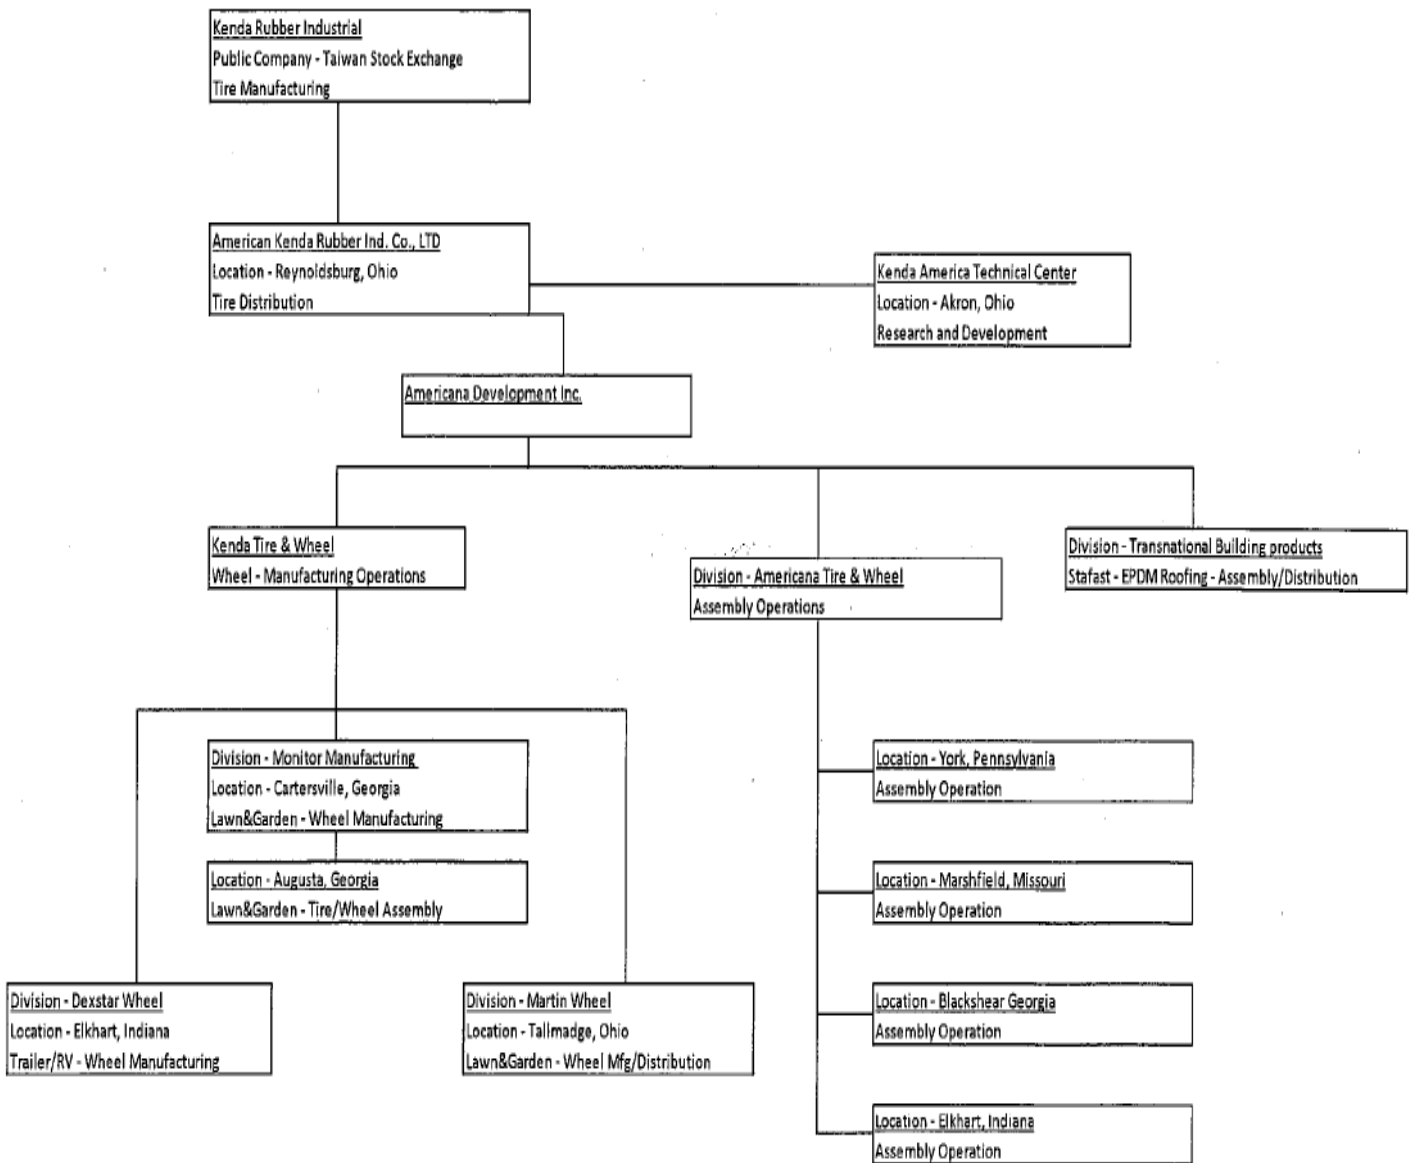 Kenda Rubber Industrial
Public Company - Taiwan Stock Exchange
Tire Manufacturing
American Kenda Rubber Ind. Co., LTD
Location - Reynoldsburg, Ohio
Tire Distribution
Kenda America Technical Center
Location - Akron, Ohio
Research and Development
Americana Development Inc.
Kenda Tire & Wheel
Wheel - Manufacturing Operations
Division - Americana Tire & Wheel
Assembly Operations
Division - Transnational Building products
Stafast - EPDM Roofing - Assembly/Distribution
Division - Monitor Manufacturing
Location - Cartersville, Georgia
Lawn&Garden - Wheel Manufacturing
Location - Augusta, Georgia
Lawn&Garden - Tire/Wheel Assembly
Division - Dexstar Wheel
Location - Elkhart, Indiana
Trailer/RV - Wheel Manufacturing
Division - Martin Wheel
Location - Tallmadge, Ohio
Lawn&Garden - Wheel Mfg/Distribution
Location - York, Pennsylvania
Assembly Operation
Location - Marshfield, Missouri
Assembly Operation
Location - Blackshear Georgia
Assembly Operation
Location - Elkhart, Indiana
Assembly Operation